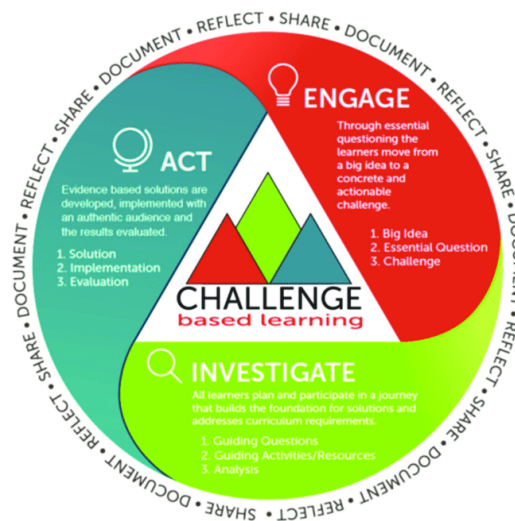 DOCUMENT • REFLECT • SHARE • DOCUMENT • REFLECT • SHARE • DOCUMENT • REFLECT • SHARE • DOCUMENT • REFLECT • SHARE • DOCUMENT • REFLECT • SHARE • DOCUMENT • REFLECT • SHARE •
ENGAGE
Through essential
questioning the
learners move from
a big idea to a
concrete and
actionable
challenge.
1. Big Idea
2. Essential Question
3. Challenge
ACT
Evidence based solutions are
developed, implemented with
an authentic audience and
the results evaluated.
1. Solution
2. Implementation
3. Evaluation
CHALLENGE
based learning
INVESTIGATE
All learners plan and participate in a journey
that builds the foundation for solutions and
addresses curriculum requirements.
1. Guiding Questions
2. Guiding Activities/Resources
3. Analysis